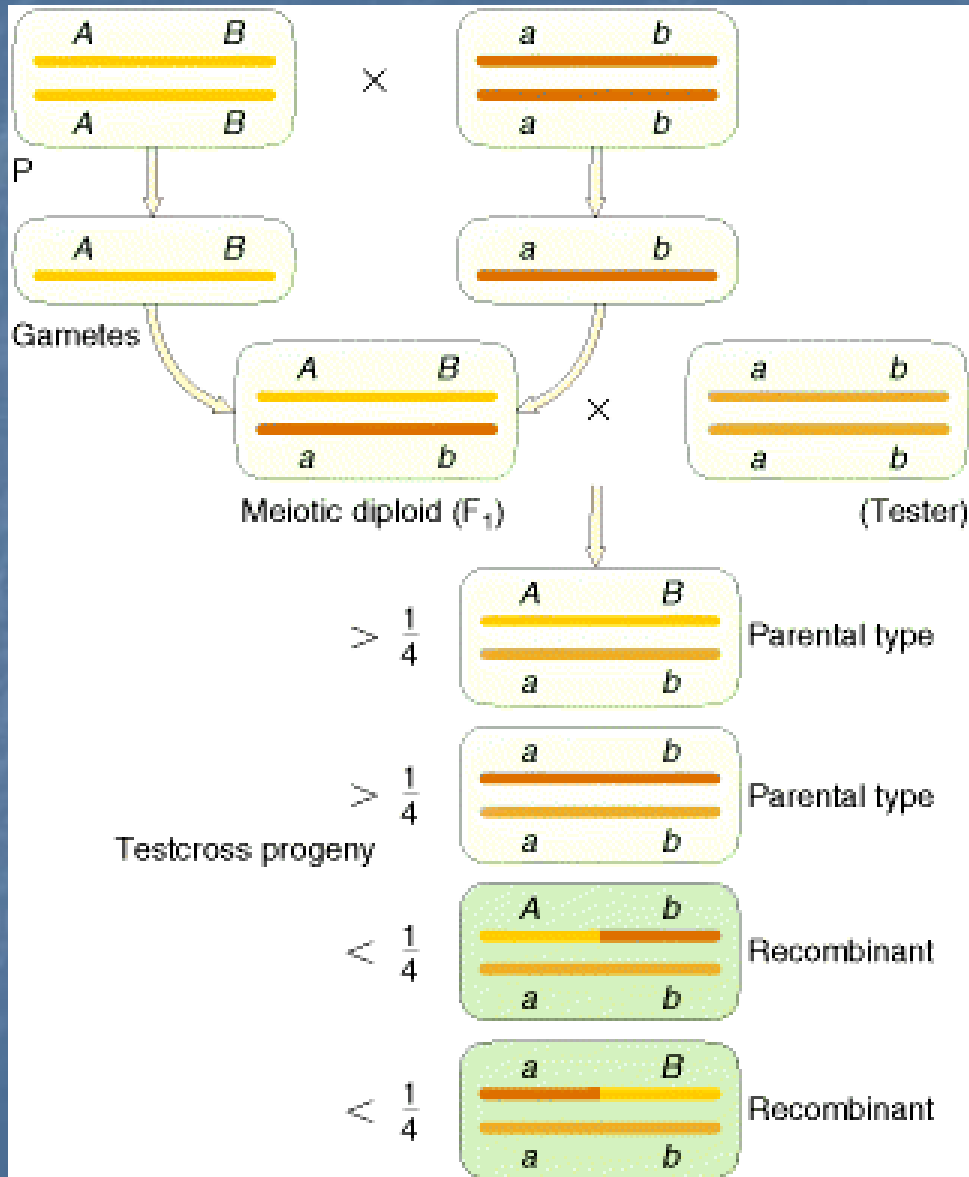 A B a b
×
A B a b
P
A B a b
Gametes
A B a b
×
a b a b
Meiotic diploid (F₁) (Tester)
A B
> 1/4 Parental type
a b
a b
> 1/4 Parental type
a b
Testcross progeny
A b
< 1/4 Recombinant
a b
a B
< 1/4 Recombinant
a b